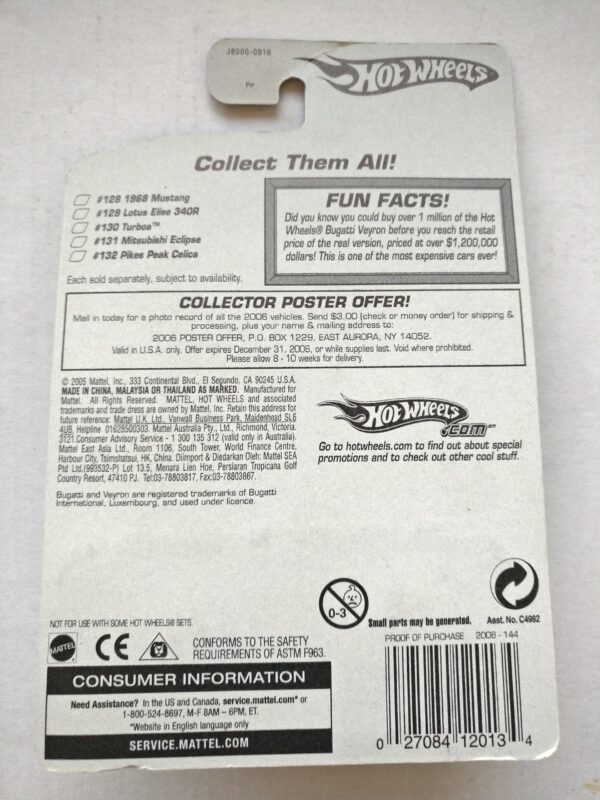 J8000-0916
Pp
HOT WHEELS
Collect Them All!
#128 1968 Mustang
#129 Lotus Elise 340R
#130 Turboa™
#131 Mitsubishi Eclipse
#132 Pikes Peak Celica
Each sold separately, subject to availability.
FUN FACTS!
Did you know you could buy over 1 million of the Hot
Wheels® Bugatti Veyron before you reach the retail
price of the real version, priced at over $1,200,000
dollars! This is one of the most expensive cars ever!
COLLECTOR POSTER OFFER!
Mail in today for a photo record of all the 2006 vehicles. Send $3.00 (check or money order) for shipping &
processing, plus your name & mailing address to:
2006 POSTER OFFER, P.O. BOX 1229, EAST AURORA, NY 14052.
Valid in U.S.A. only. Offer expires December 31, 2006, or while supplies last. Void where prohibited.
Please allow 8 - 10 weeks for delivery.
© 2005 Mattel, Inc., 333 Continental Blvd., El Segundo, CA 90245 U.S.A.
MADE IN CHINA, MALAYSIA OR THAILAND AS MARKED. Manufactured for
Mattel. All Rights Reserved. MATTEL, HOT WHEELS and associated
trademarks and trade dress are owned by Mattel, Inc. Retain this address for
future reference: Mattel U.K. Ltd., Vanwall Business Park, Maidenhead SL6
4UB. Helpline 01628500303. Mattel Australia Pty., Ltd., Richmond, Victoria.
3121.Consumer Advisory Service - 1 300 135 312 (valid only in Australia).
Mattel East Asia Ltd., Room 1106, South Tower, World Finance Centre,
Harbour City, Tsimshatsui, HK, China. Diimport & Diedarkan Oleh: Mattel SEA
Ptd Ltd.(993532-P) Lot 13.5, Menara Lien Hoe, Persiaran Tropicana Golf
Country Resort, 47410 PJ. Tel:03-78803817, Fax:03-78803867.
Bugatti and Veyron are registered trademarks of Bugatti
International, Luxembourg, and used under licence.
HOT WHEELS
.COM
Go to hotwheels.com to find out about special
promotions and to check out other cool stuff.
0-3
Small parts may be generated.
Asst. No. C4982
NOT FOR USE WITH SOME HOT WHEELS® SETS.
MATTEL
CE
CONFORMS TO THE SAFETY
REQUIREMENTS OF ASTM F963.
PROOF OF PURCHASE 2006 - 144
CONSUMER INFORMATION
Need Assistance? In the US and Canada, service.mattel.com* or
1-800-524-8697, M-F 8AM – 6PM, ET.
*Website in English language only
SERVICE.MATTEL.COM
0 27084 12013 4